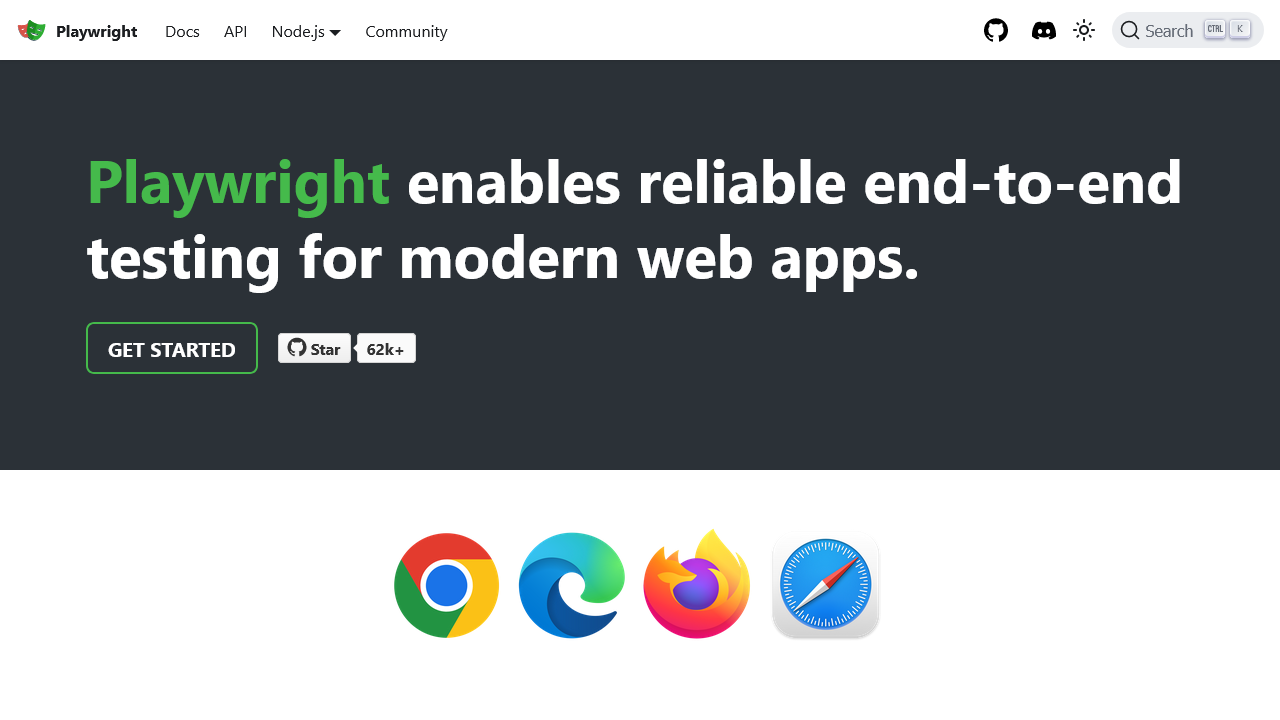 Playwright
Docs
API
Node.js
Community
Search
CTRL
K
Playwright enables reliable end-to-end
testing for modern web apps.
GET STARTED
Star
62k+